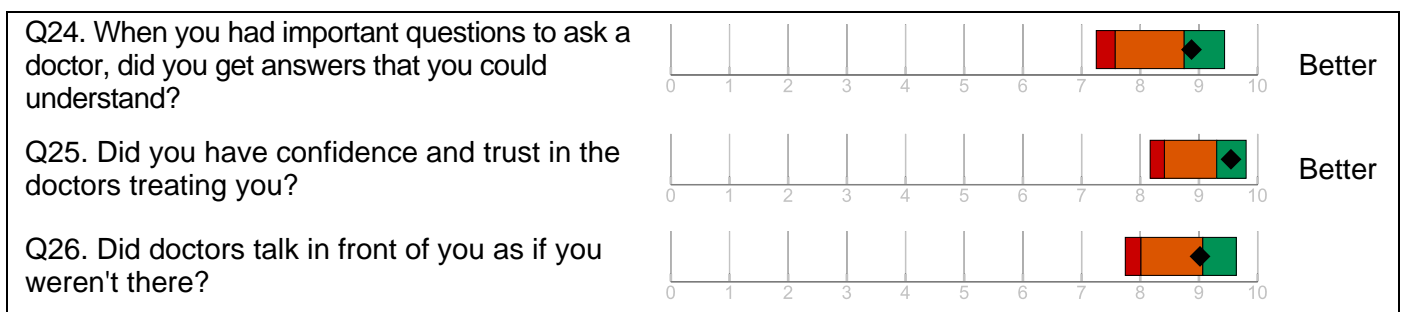 Q24. When you had important questions to ask a
doctor, did you get answers that you could
understand?
0 1 2 3 4 5 6 7 8 9 10
Better
Q25. Did you have confidence and trust in the
doctors treating you?
0 1 2 3 4 5 6 7 8 9 10
Better
Q26. Did doctors talk in front of you as if you
weren't there?
0 1 2 3 4 5 6 7 8 9 10